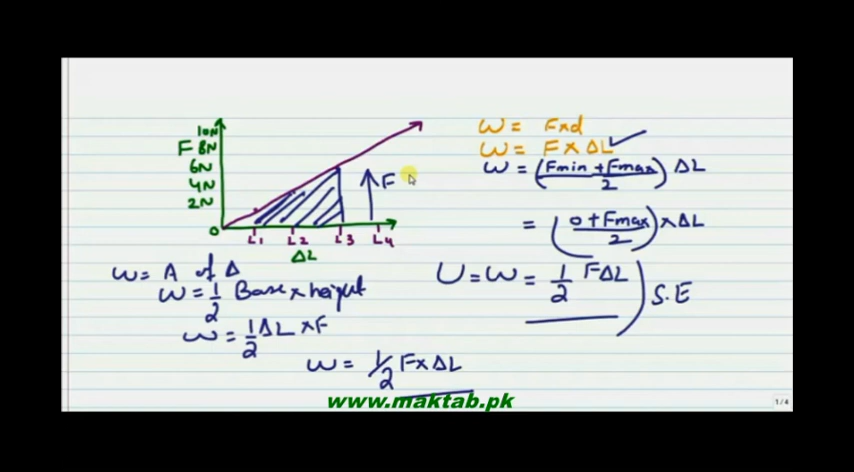 10N
F 8N
6N
4N
2N
0
L1 L2 L3 L4
ΔL
F
W = F×d
W = F × ΔL
W = (Fmin + Fmax / 2) ΔL
= (0 + Fmax / 2) × ΔL
U = W = 1/2 FΔL ) S.E
W = A of Δ
W = 1/2 Base × height
W = 1/2 ΔL × F
W = 1/2 F × ΔL
www.maktab.pk
1/4